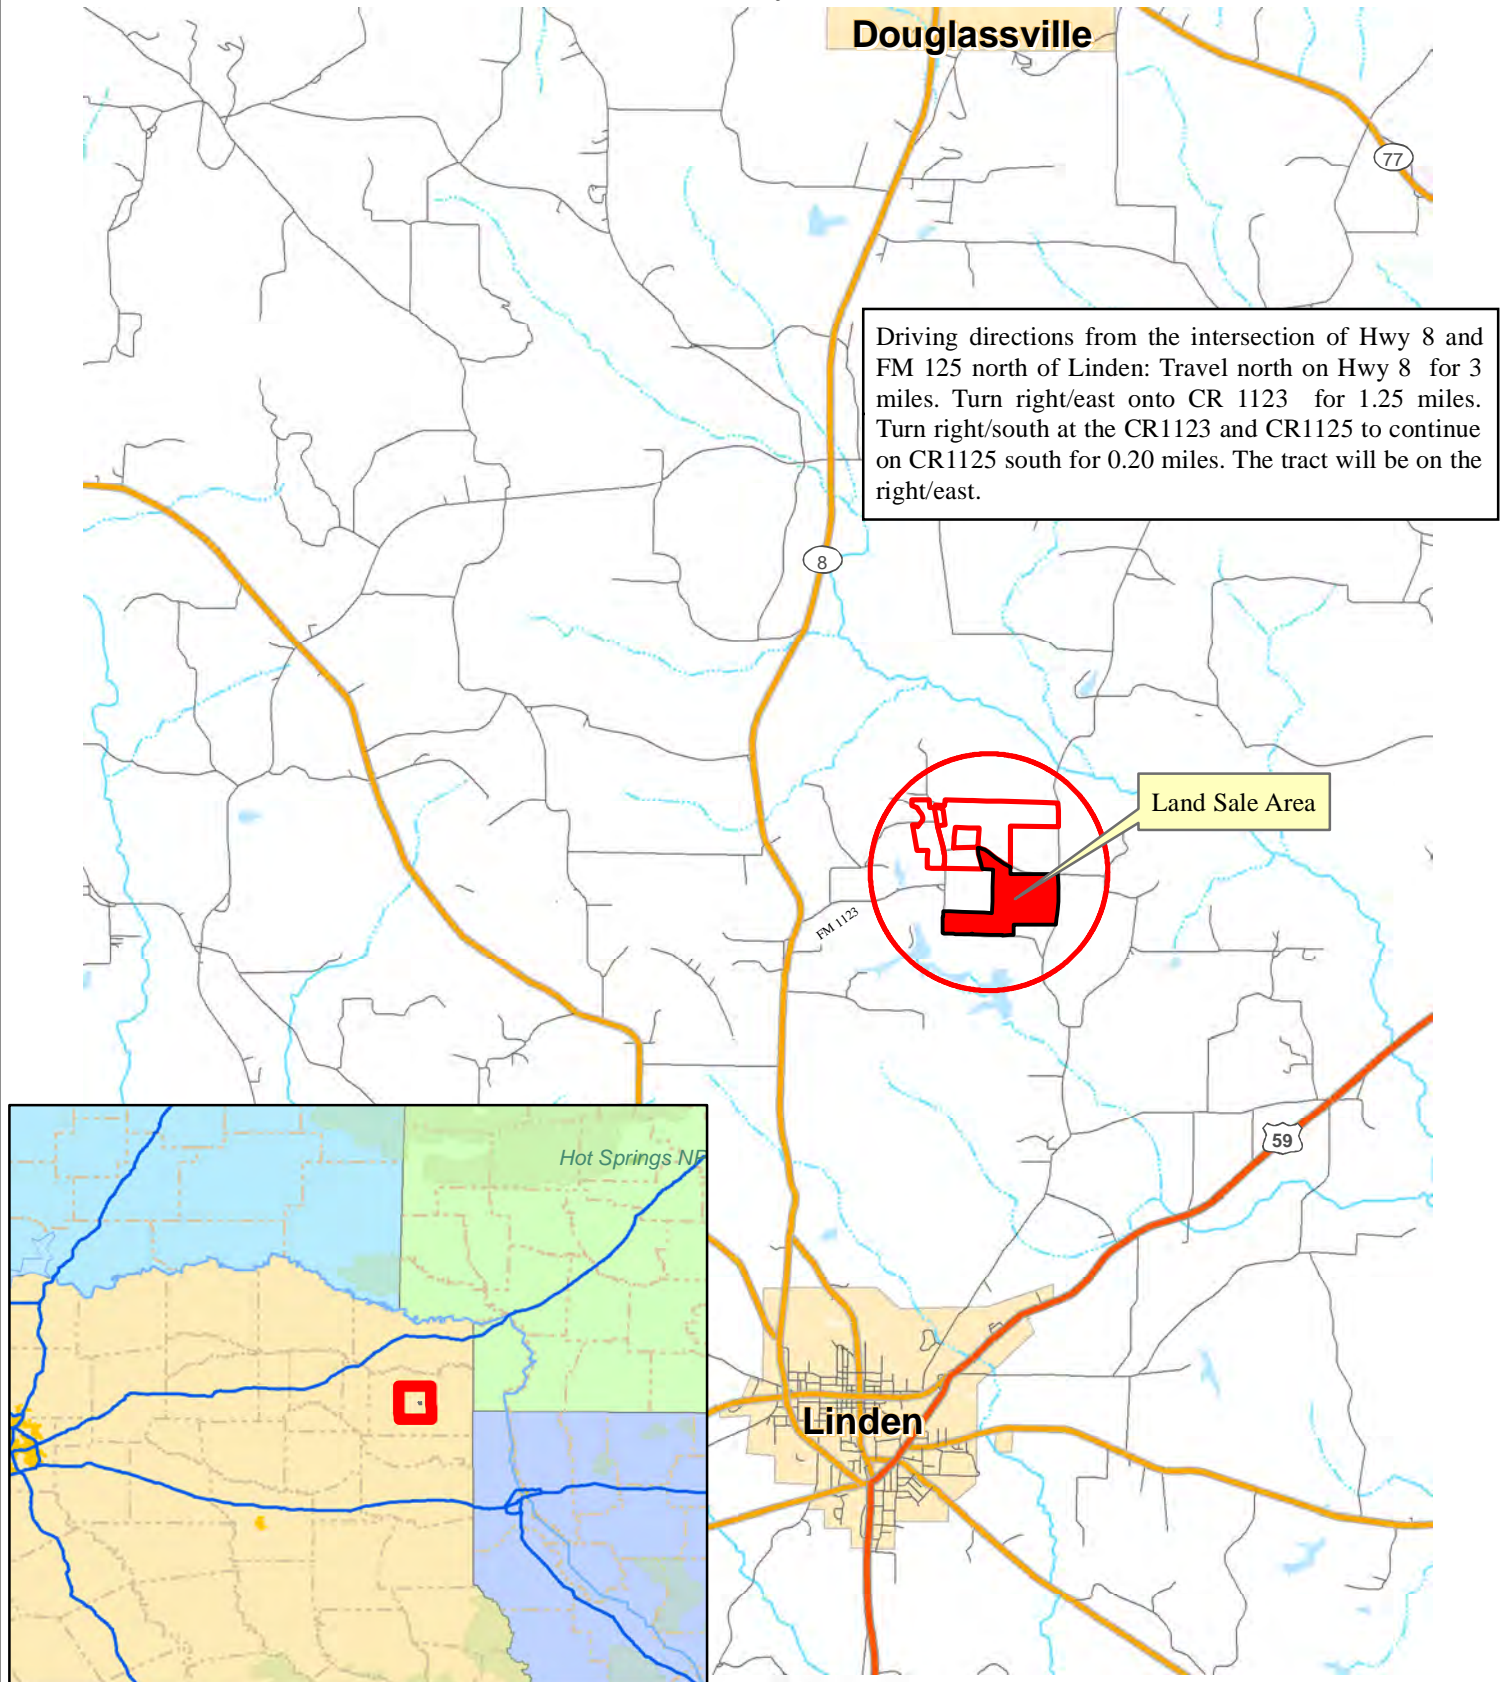 Douglassville
77
Driving directions from the intersection of Hwy 8 and
FM 125 north of Linden: Travel north on Hwy 8 for 3
miles. Turn right/east onto CR 1123 for 1.25 miles.
Turn right/south at the CR1123 and CR1125 to continue
on CR1125 south for 0.20 miles. The tract will be on the
right/east.
8
Land Sale Area
FM 1123
59
Hot Springs NP
Linden